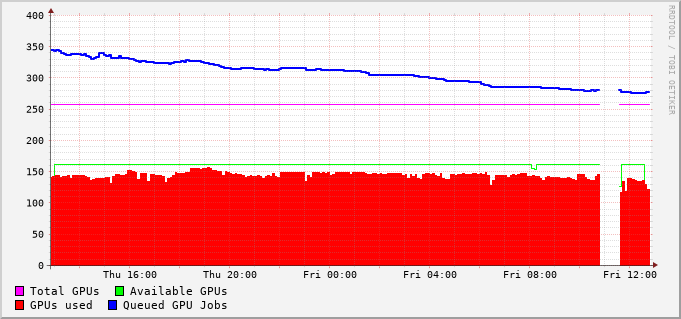 RRDTOOL / TOBI OETIKER
400
350
300
250
200
150
100
50
0
Thu 16:00 Thu 20:00 Fri 00:00 Fri 04:00 Fri 08:00 Fri 12:00
Total GPUs Available GPUs
GPUs used Queued GPU Jobs